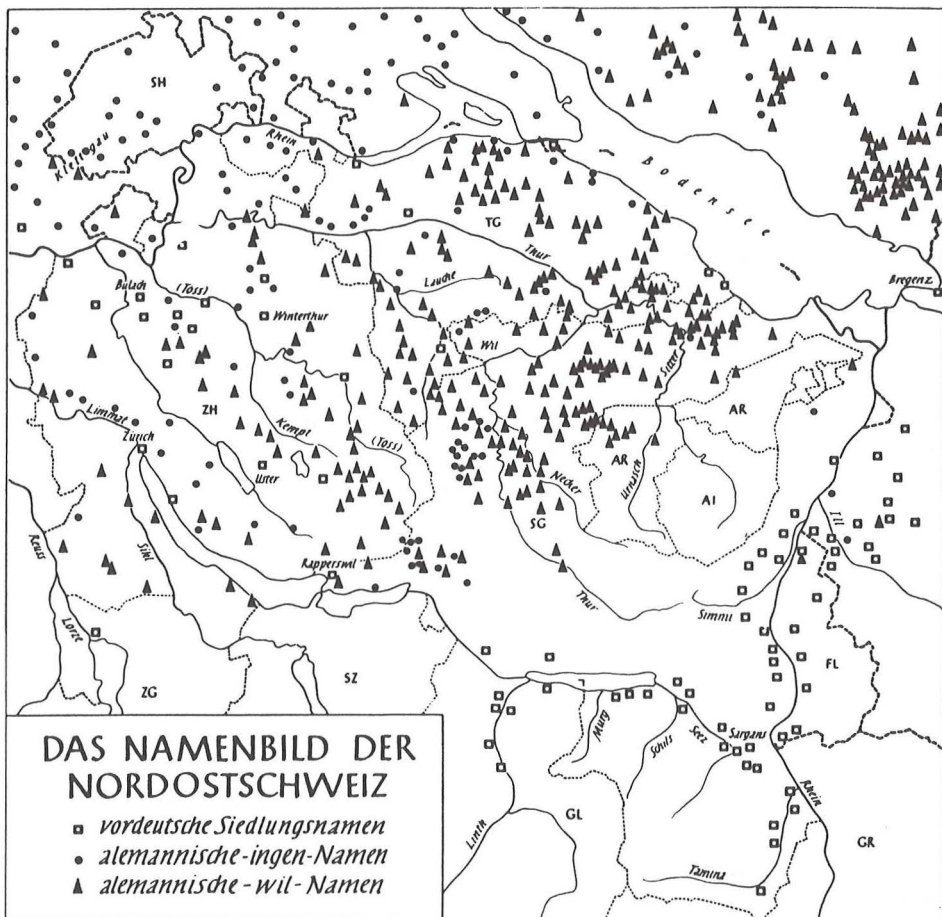 SH
Klettgau
Rhein
Bodensee
TG
Thur
Bregenz
Bülach
(Töss)
Lauche
Winterthur
Wil
Sitter
ZH
AR
Limmat
Zürich
Kempt
(Töss)
Uster
Necker
AR
Urnäsch
AI
Ill
SG
Reuss
Sihl
Rapperswil
Thur
Simmi
Lorze
FL
ZG
SZ
Murg
Schils
Seez
Sargans
Rhein
GL
GR
Linth
Tamina
DAS NAMENBILD DER
NORDOSTSCHWEIZ
vordeutsche Siedlungsnamen
alemannische-ingen-Namen
alemannische-wil-Namen